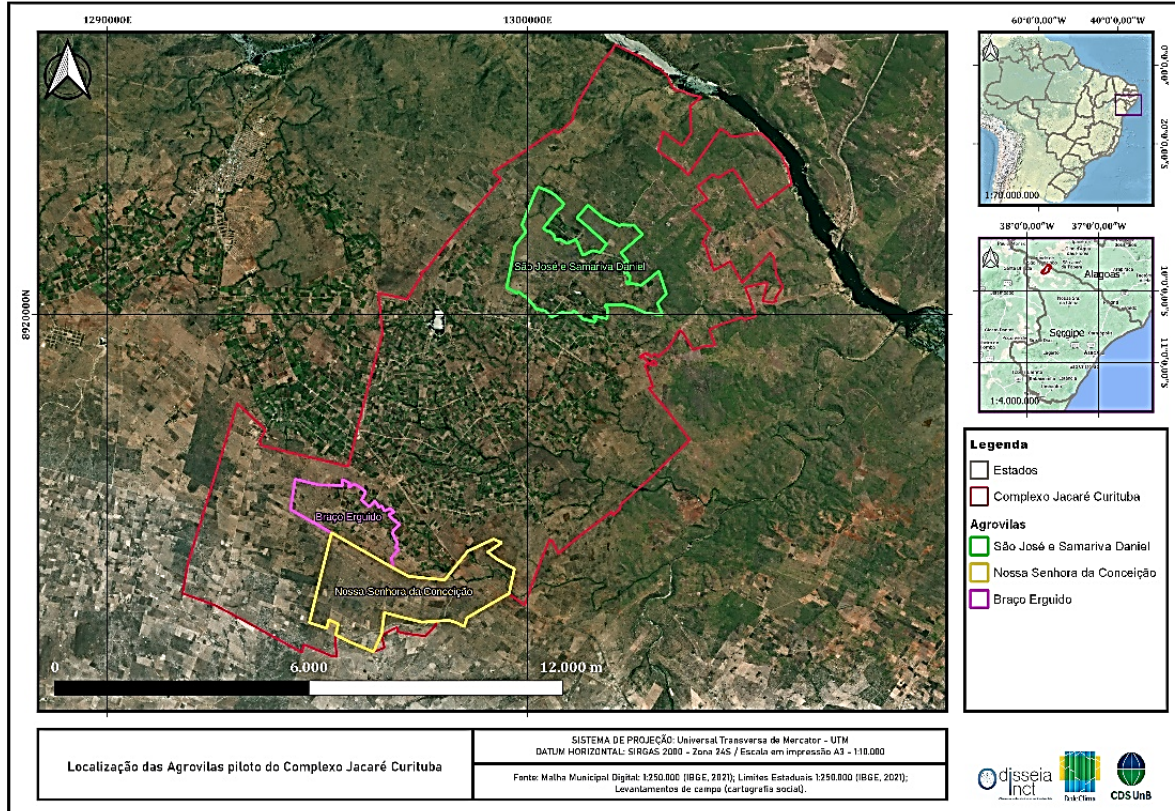 1290000E
1300000E
60°0'0,00"W 40°0'0,00"W
8920000N
0°0'0,00"
20°0'0,00"S
1:70.000.000
38°0'0,00"W 37°0'0,00"W
Alagoas
Sergipe
10°0'0,00"S
11°0'0,00"S
1:4.000.000
São José e Samariva Daniel
Braço Erguido
Nossa Senhora da Conceição
0 6.000 12.000 m
Legenda
Estados
Complexo Jacaré Curituba
Agrovilas
São José e Samariva Daniel
Nossa Senhora da Conceição
Braço Erguido
Localização das Agrovilas piloto do Complexo Jacaré Curituba
SISTEMA DE PROJEÇÃO: Universal Transversa de Mercator - UTM
DATUM HORIZONTAL: SIRGAS 2000 - Zona 24S / Escala em impressão A3 - 1:10.000
Fonte: Malha Municipal Digital: 1:250.000 (IBGE, 2021); Limites Estaduais 1:250.000 (IBGE, 2021);
Levantamentos de campo (cartografia social).
Odisseia
Inct
CDS UnB